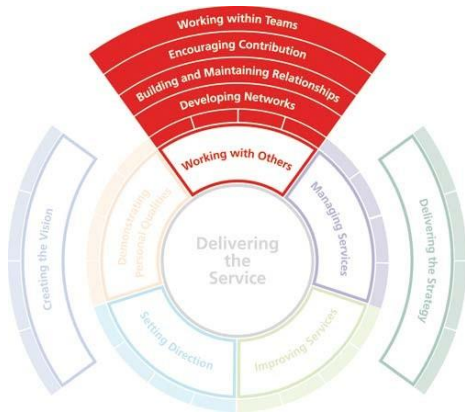 Working within Teams
Encouraging Contribution
Building and Maintaining Relationships
Developing Networks
Working with Others
Demonstrating
Personal Qualities
Managing Services
Creating the Vision
Delivering the Strategy
Delivering
the
Service
Setting Direction
Improving Services